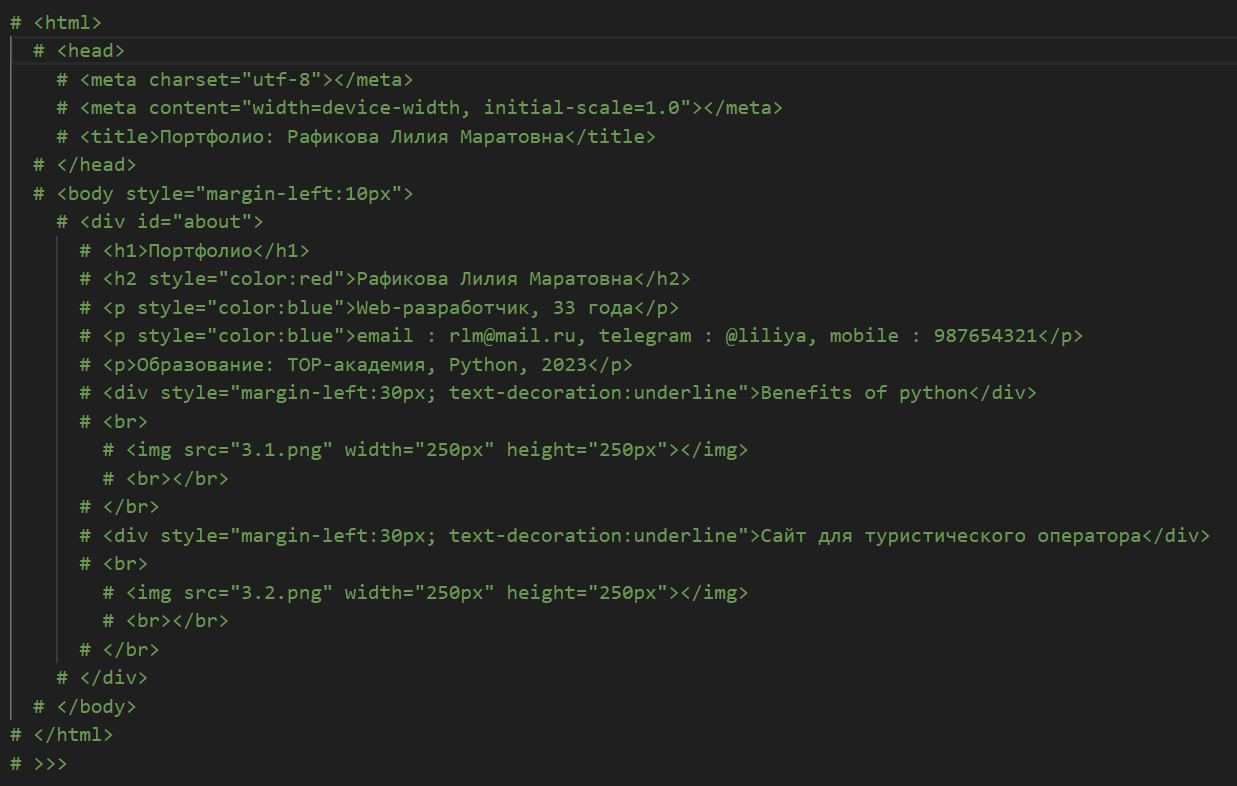 # <html>
# <head>
# <meta charset="utf-8"></meta>
# <meta content="width=device-width, initial-scale=1.0"></meta>
# <title>Портфолио: Рафикова Лилия Маратовна</title>
# </head>
# <body style="margin-left:10px">
# <div id="about">
# <h1>Портфолио</h1>
# <h2 style="color:red">Рафикова Лилия Маратовна</h2>
# <p style="color:blue">Web-разработчик, 33 года</p>
# <p style="color:blue">email : rlm@mail.ru, telegram : @liliya, mobile : 987654321</p>
# <p>Образование: TOP-академия, Python, 2023</p>
# <div style="margin-left:30px; text-decoration:underline">Benefits of python</div>
# <br>
# <img src="3.1.png" width="250px" height="250px"></img>
# <br></br>
# </br>
# <div style="margin-left:30px; text-decoration:underline">Сайт для туристического оператора</div>
# <br>
# <img src="3.2.png" width="250px" height="250px"></img>
# <br></br>
# </br>
# </div>
# </body>
# </html>
# >>>